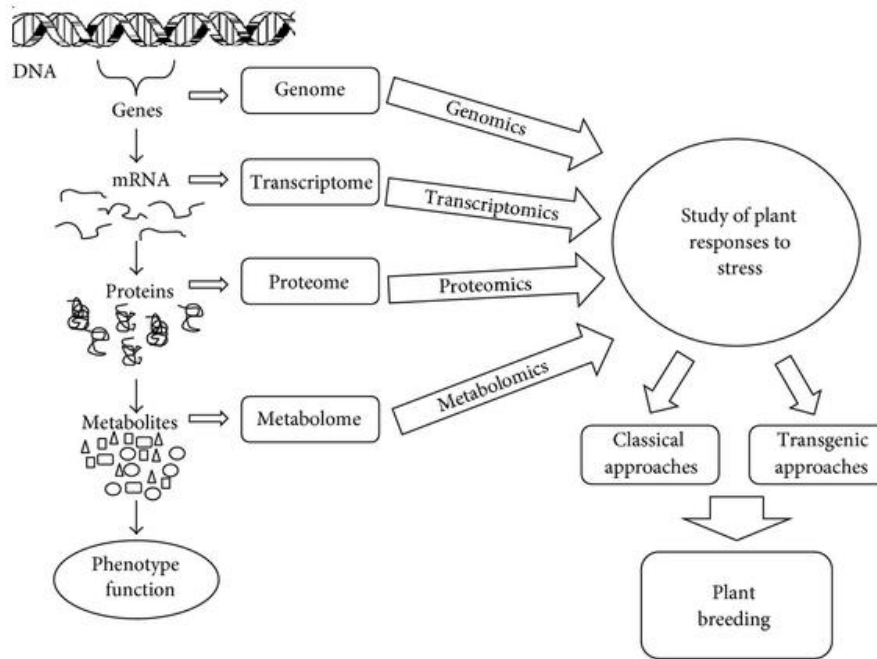 DNA
Genes
Genome
Genomics
mRNA
Transcriptome
Transcriptomics
Study of plant
responses to
stress
Proteins
Proteome
Proteomics
Metabolites
Metabolome
Metabolomics
Classical
approaches
Transgenic
approaches
Phenotype
function
Plant
breeding